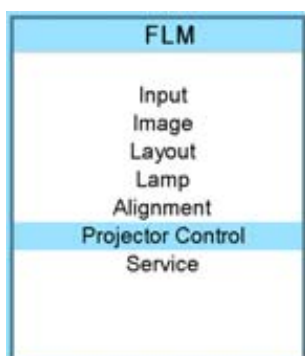 FLM
Input
Image
Layout
Lamp
Alignment
Projector Control
Service